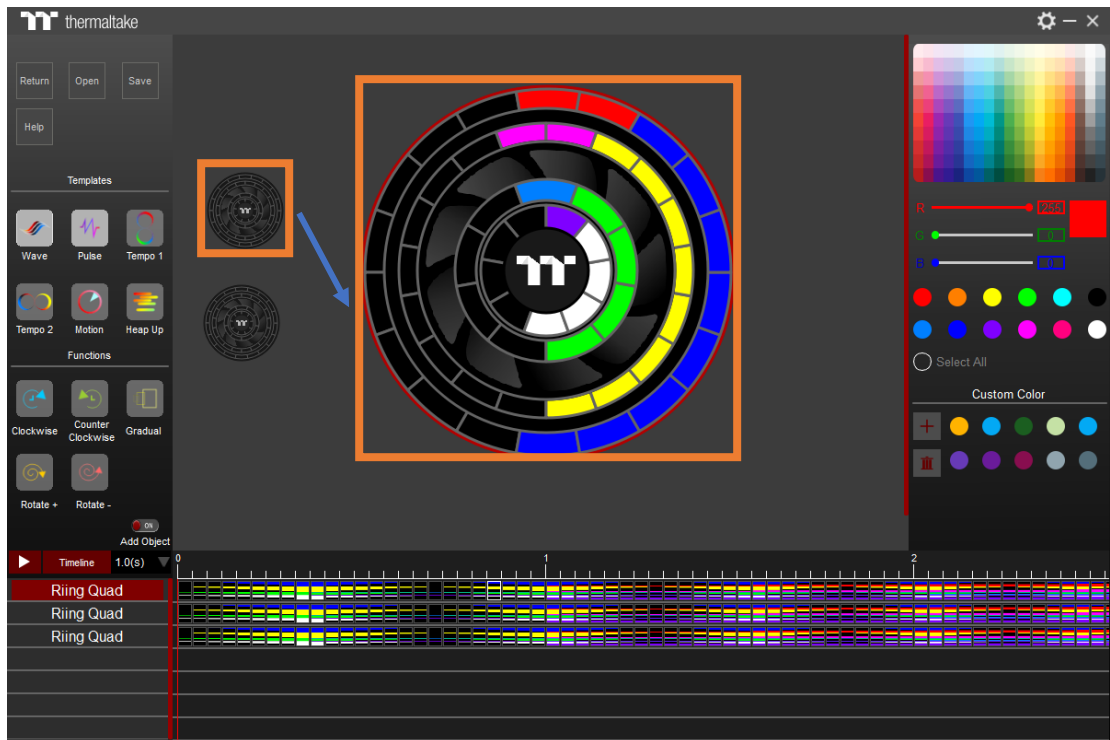 thermaltake
Return
Open
Save
Help
Templates
Wave
Pulse
Tempo 1
Tempo 2
Motion
Heap Up
Functions
Clockwise
Counter
Clockwise
Gradual
Rotate +
Rotate -
ON
Add Object
R 255
G 0
B 0
Select All
Custom Color
Timeline 1.0(s)
0 1 2
Riing Quad
Riing Quad
Riing Quad